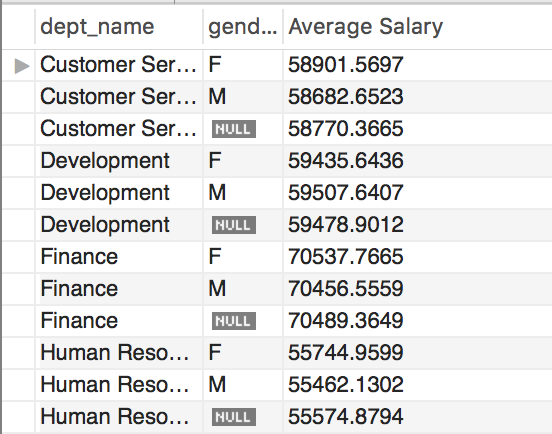 dept_name gend... Average Salary
Customer Ser... F 58901.5697
Customer Ser... M 58682.6523
Customer Ser... NULL 58770.3665
Development F 59435.6436
Development M 59507.6407
Development NULL 59478.9012
Finance F 70537.7665
Finance M 70456.5559
Finance NULL 70489.3649
Human Reso... F 55744.9599
Human Reso... M 55462.1302
Human Reso... NULL 55574.8794